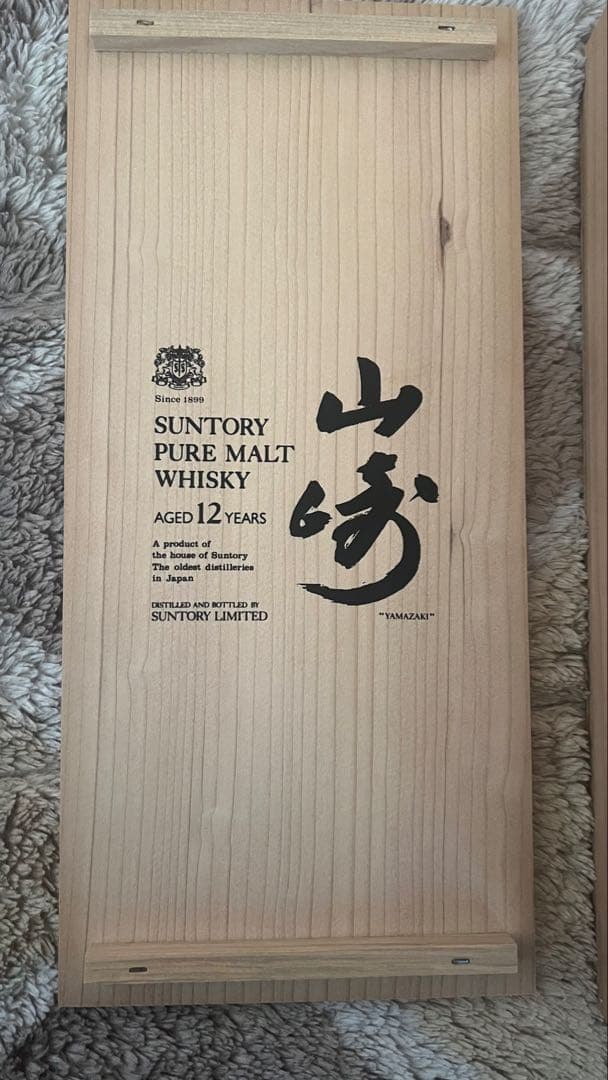 Since 1899
SUNTORY
PURE MALT
WHISKY
AGED 12 YEARS
A product of
the house of Suntory
The oldest distilleries
in Japan
DISTILLED AND BOTTLED BY
SUNTORY LIMITED
山
崎
"YAMAZAKI"